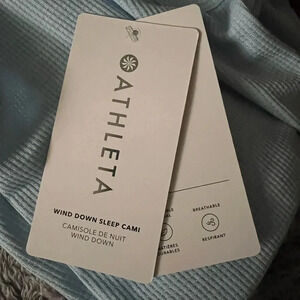 ATHLETA
WIND DOWN SLEEP CAMI
CAMISOLE DE NUIT
WIND DOWN
BREATHABLE
RESPIRANT